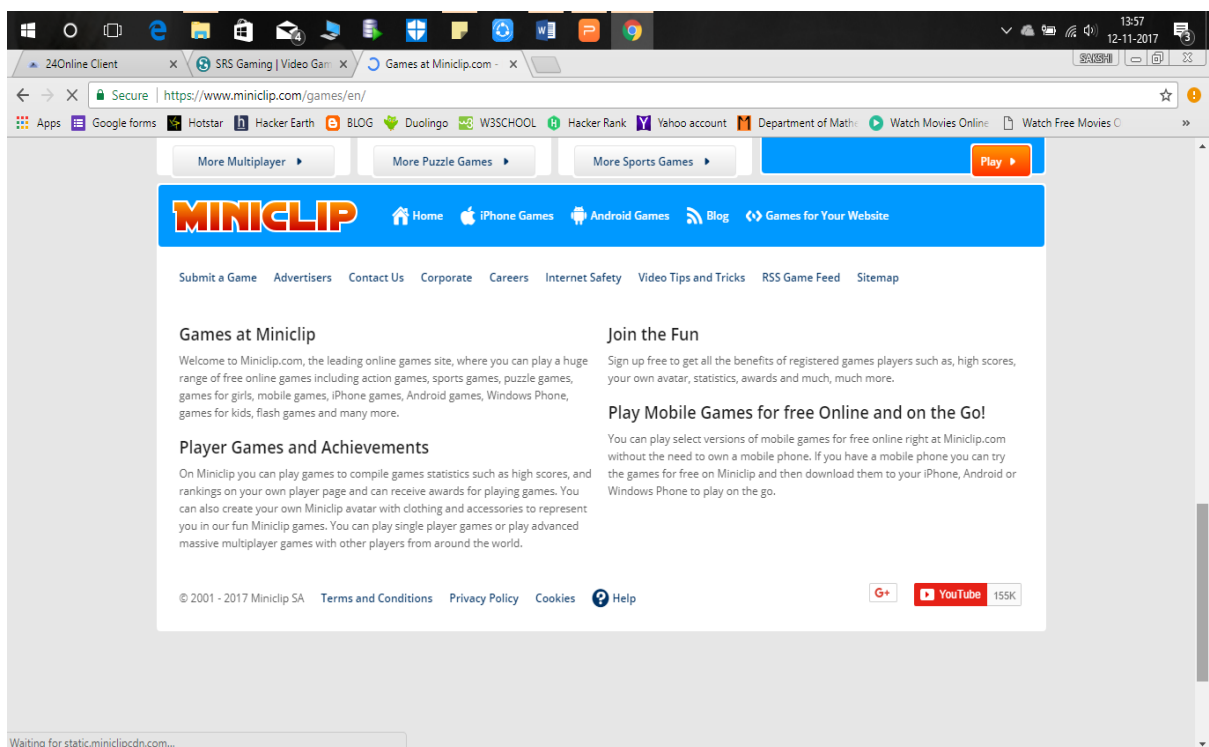 13:57
12-11-2017
4
3
24Online Client
SRS Gaming | Video Gam
Games at Miniclip.com -
SAKSHI
Secure | https://www.miniclip.com/games/en/
Apps Google forms Hotstar Hacker Earth BLOG Duolingo W3SCHOOL Hacker Rank Yahoo account Department of Mathe Watch Movies Online Watch Free Movies O »
More Multiplayer
More Puzzle Games
More Sports Games
Play
MINICLIP Home iPhone Games Android Games Blog Games for Your Website
Submit a Game Advertisers Contact Us Corporate Careers Internet Safety Video Tips and Tricks RSS Game Feed Sitemap
Games at Miniclip
Welcome to Miniclip.com, the leading online games site, where you can play a huge
range of free online games including action games, sports games, puzzle games,
games for girls, mobile games, iPhone games, Android games, Windows Phone,
games for kids, flash games and many more.
Player Games and Achievements
On Miniclip you can play games to compile games statistics such as high scores, and
rankings on your own player page and can receive awards for playing games. You
can also create your own Miniclip avatar with clothing and accessories to represent
you in our fun Miniclip games. You can play single player games or play advanced
massive multiplayer games with other players from around the world.
Join the Fun
Sign up free to get all the benefits of registered games players such as, high scores,
your own avatar, statistics, awards and much, much more.
Play Mobile Games for free Online and on the Go!
You can play select versions of mobile games for free online right at Miniclip.com
without the need to own a mobile phone. If you have a mobile phone you can try
the games for free on Miniclip and then download them to your iPhone, Android or
Windows Phone to play on the go.
© 2001 - 2017 Miniclip SA Terms and Conditions Privacy Policy Cookies ? Help
G+ YouTube 155K
Waiting for static.miniclipcdn.com...